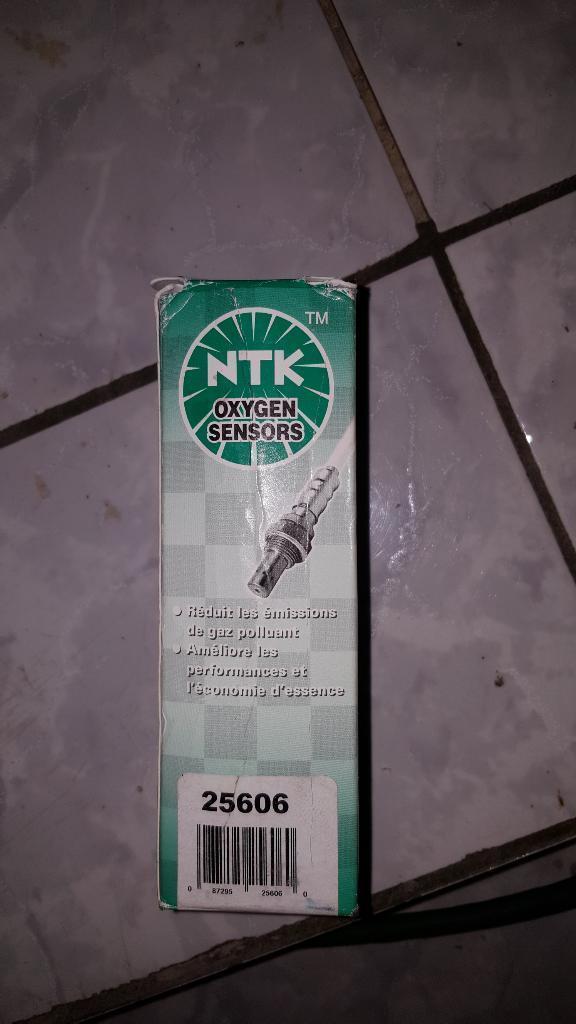 TM
NTK
OXYGEN
SENSORS
• Réduit les émissions
de gaz polluant
• Améliore les
performances et
l'économie d'essence
25606
0 87295 25606 0